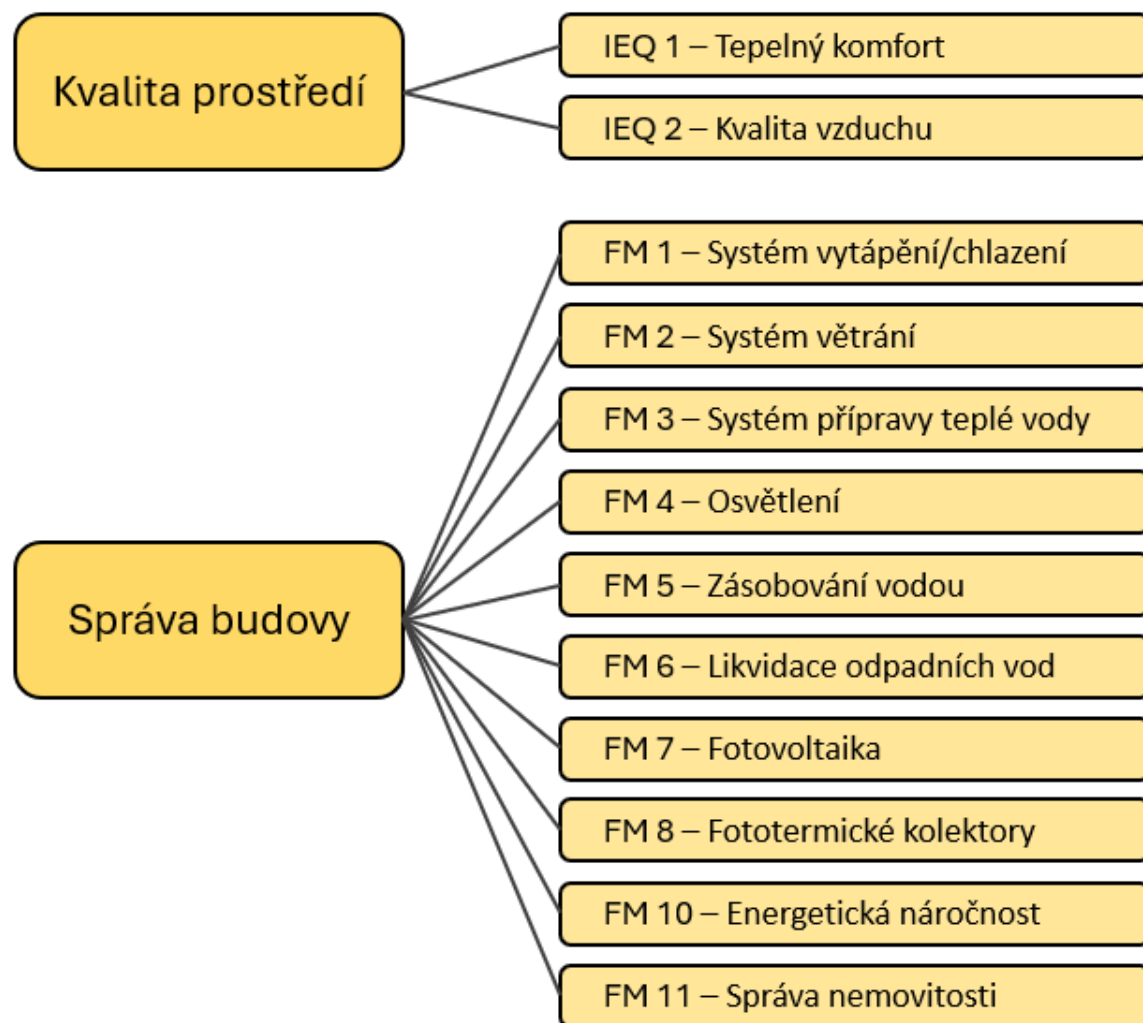 Kvalita prostředí
IEQ 1 – Tepelný komfort
IEQ 2 – Kvalita vzduchu
Správa budovy
FM 1 – Systém vytápění/chlazení
FM 2 – Systém větrání
FM 3 – Systém přípravy teplé vody
FM 4 – Osvětlení
FM 5 – Zásobování vodou
FM 6 – Likvidace odpadních vod
FM 7 – Fotovoltaika
FM 8 – Fototermické kolektory
FM 10 – Energetická náročnost
FM 11 – Správa nemovitosti